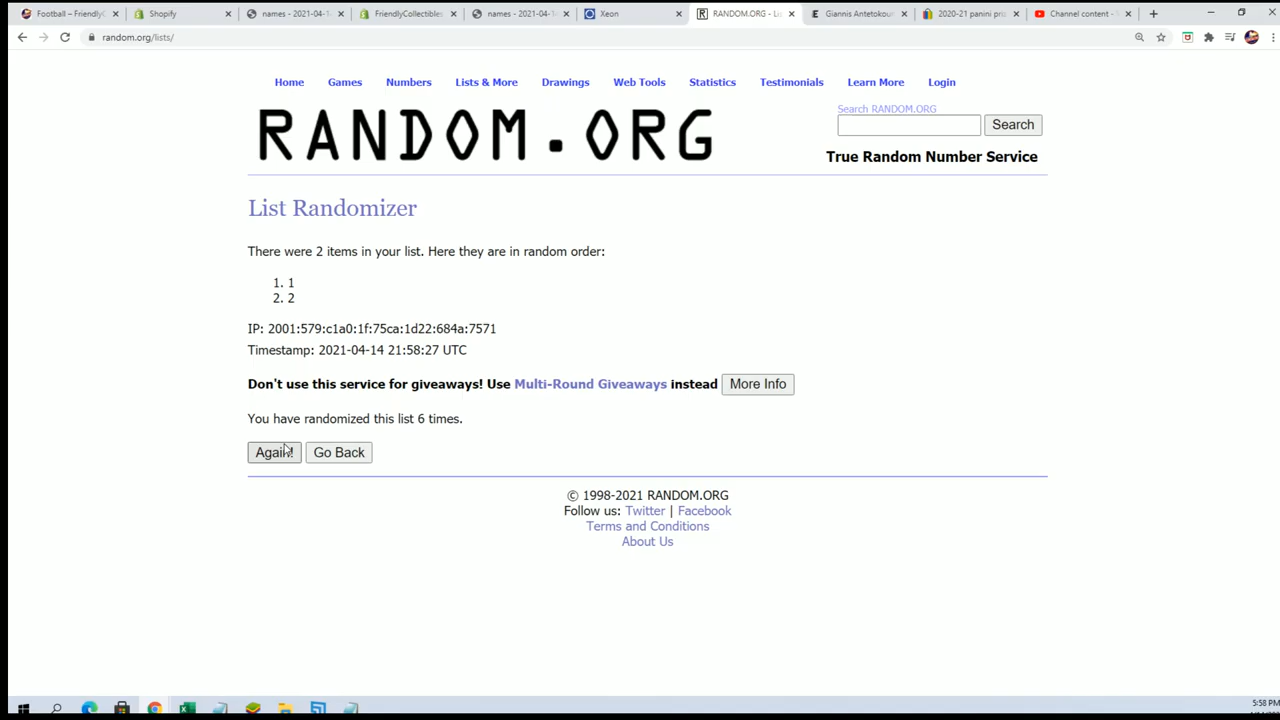 Football – FriendlyC
Shopify
names - 2021-04-1
FriendlyCollectibles
names - 2021-04-1
Xeon
RANDOM.ORG - Li
Giannis Antetokou
2020-21 panini priz
Channel content -
random.org/lists/
Home Games Numbers Lists & More Drawings Web Tools Statistics Testimonials Learn More Login
RANDOM.ORG
Search RANDOM.ORG
Search
True Random Number Service
List Randomizer
There were 2 items in your list. Here they are in random order:
1. 1
2. 2
IP: 2001:579:c1a0:1f:75ca:1d22:684a:7571
Timestamp: 2021-04-14 21:58:27 UTC
Don't use this service for giveaways! Use Multi-Round Giveaways instead More Info
You have randomized this list 6 times.
Again! Go Back
© 1998-2021 RANDOM.ORG
Follow us: Twitter | Facebook
Terms and Conditions
About Us
5:58 PM